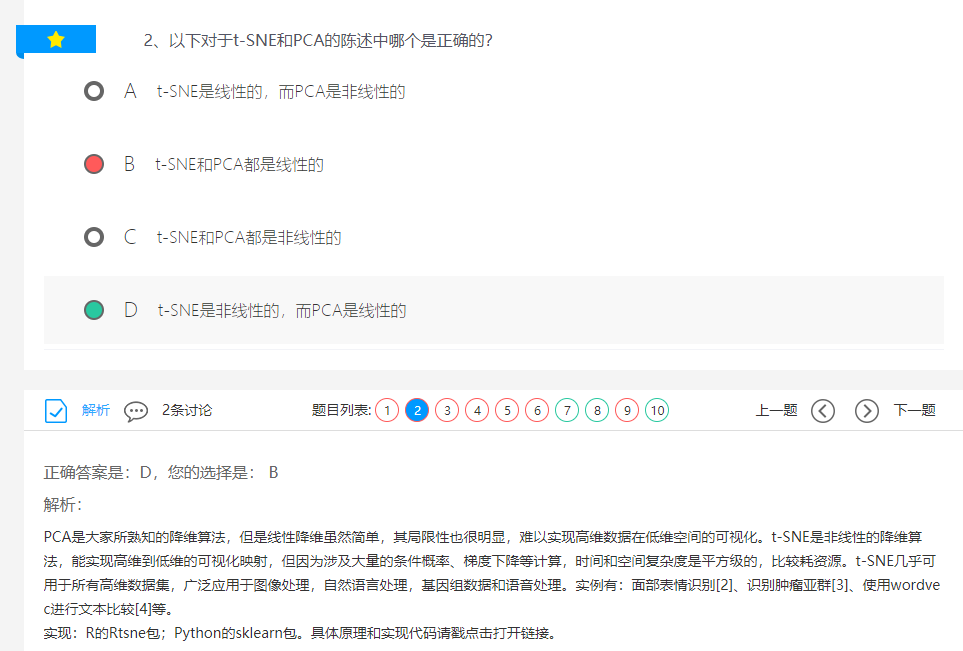 2、以下对于t-SNE和PCA的陈述中哪个是正确的?
A t-SNE是线性的，而PCA是非线性的
B t-SNE和PCA都是线性的
C t-SNE和PCA都是非线性的
D t-SNE是非线性的，而PCA是线性的
解析 2条讨论 题目列表: 1 2 3 4 5 6 7 8 9 10 上一题 下一题
正确答案是：D，您的选择是： B
解析：
PCA是大家所熟知的降维算法，但是线性降维虽然简单，其局限性也很明显，难以实现高维数据在低维空间的可视化。t-SNE是非线性的降维算
法，能实现高维到低维的可视化映射，但因为涉及大量的条件概率、梯度下降等计算，时间和空间复杂度是平方级的，比较耗资源。t-SNE几乎可
用于所有高维数据集，广泛应用于图像处理，自然语言处理，基因组数据和语音处理。实例有：面部表情识别[2]、识别肿瘤亚群[3]、使用wordve
c进行文本比较[4]等。
实现：R的Rtsne包；Python的sklearn包。具体原理和实现代码请戳点击打开链接。